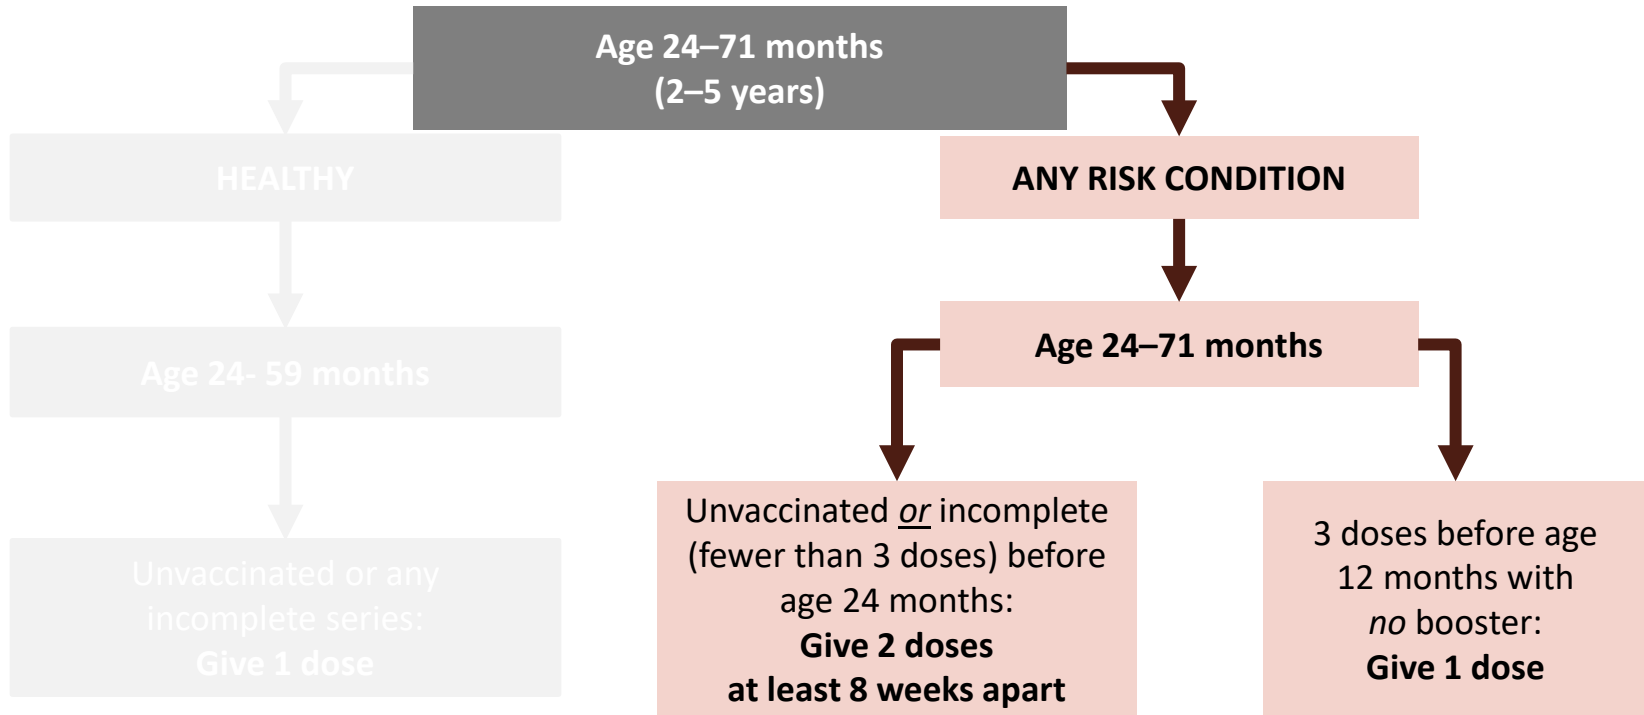 Age 24–71 months
(2–5 years)
HEALTHY
Age 24- 59 months
Unvaccinated or any
incomplete series:
Give 1 dose
ANY RISK CONDITION
Age 24–71 months
Unvaccinated or incomplete
(fewer than 3 doses) before
age 24 months:
Give 2 doses
at least 8 weeks apart
3 doses before age
12 months with
no booster:
Give 1 dose